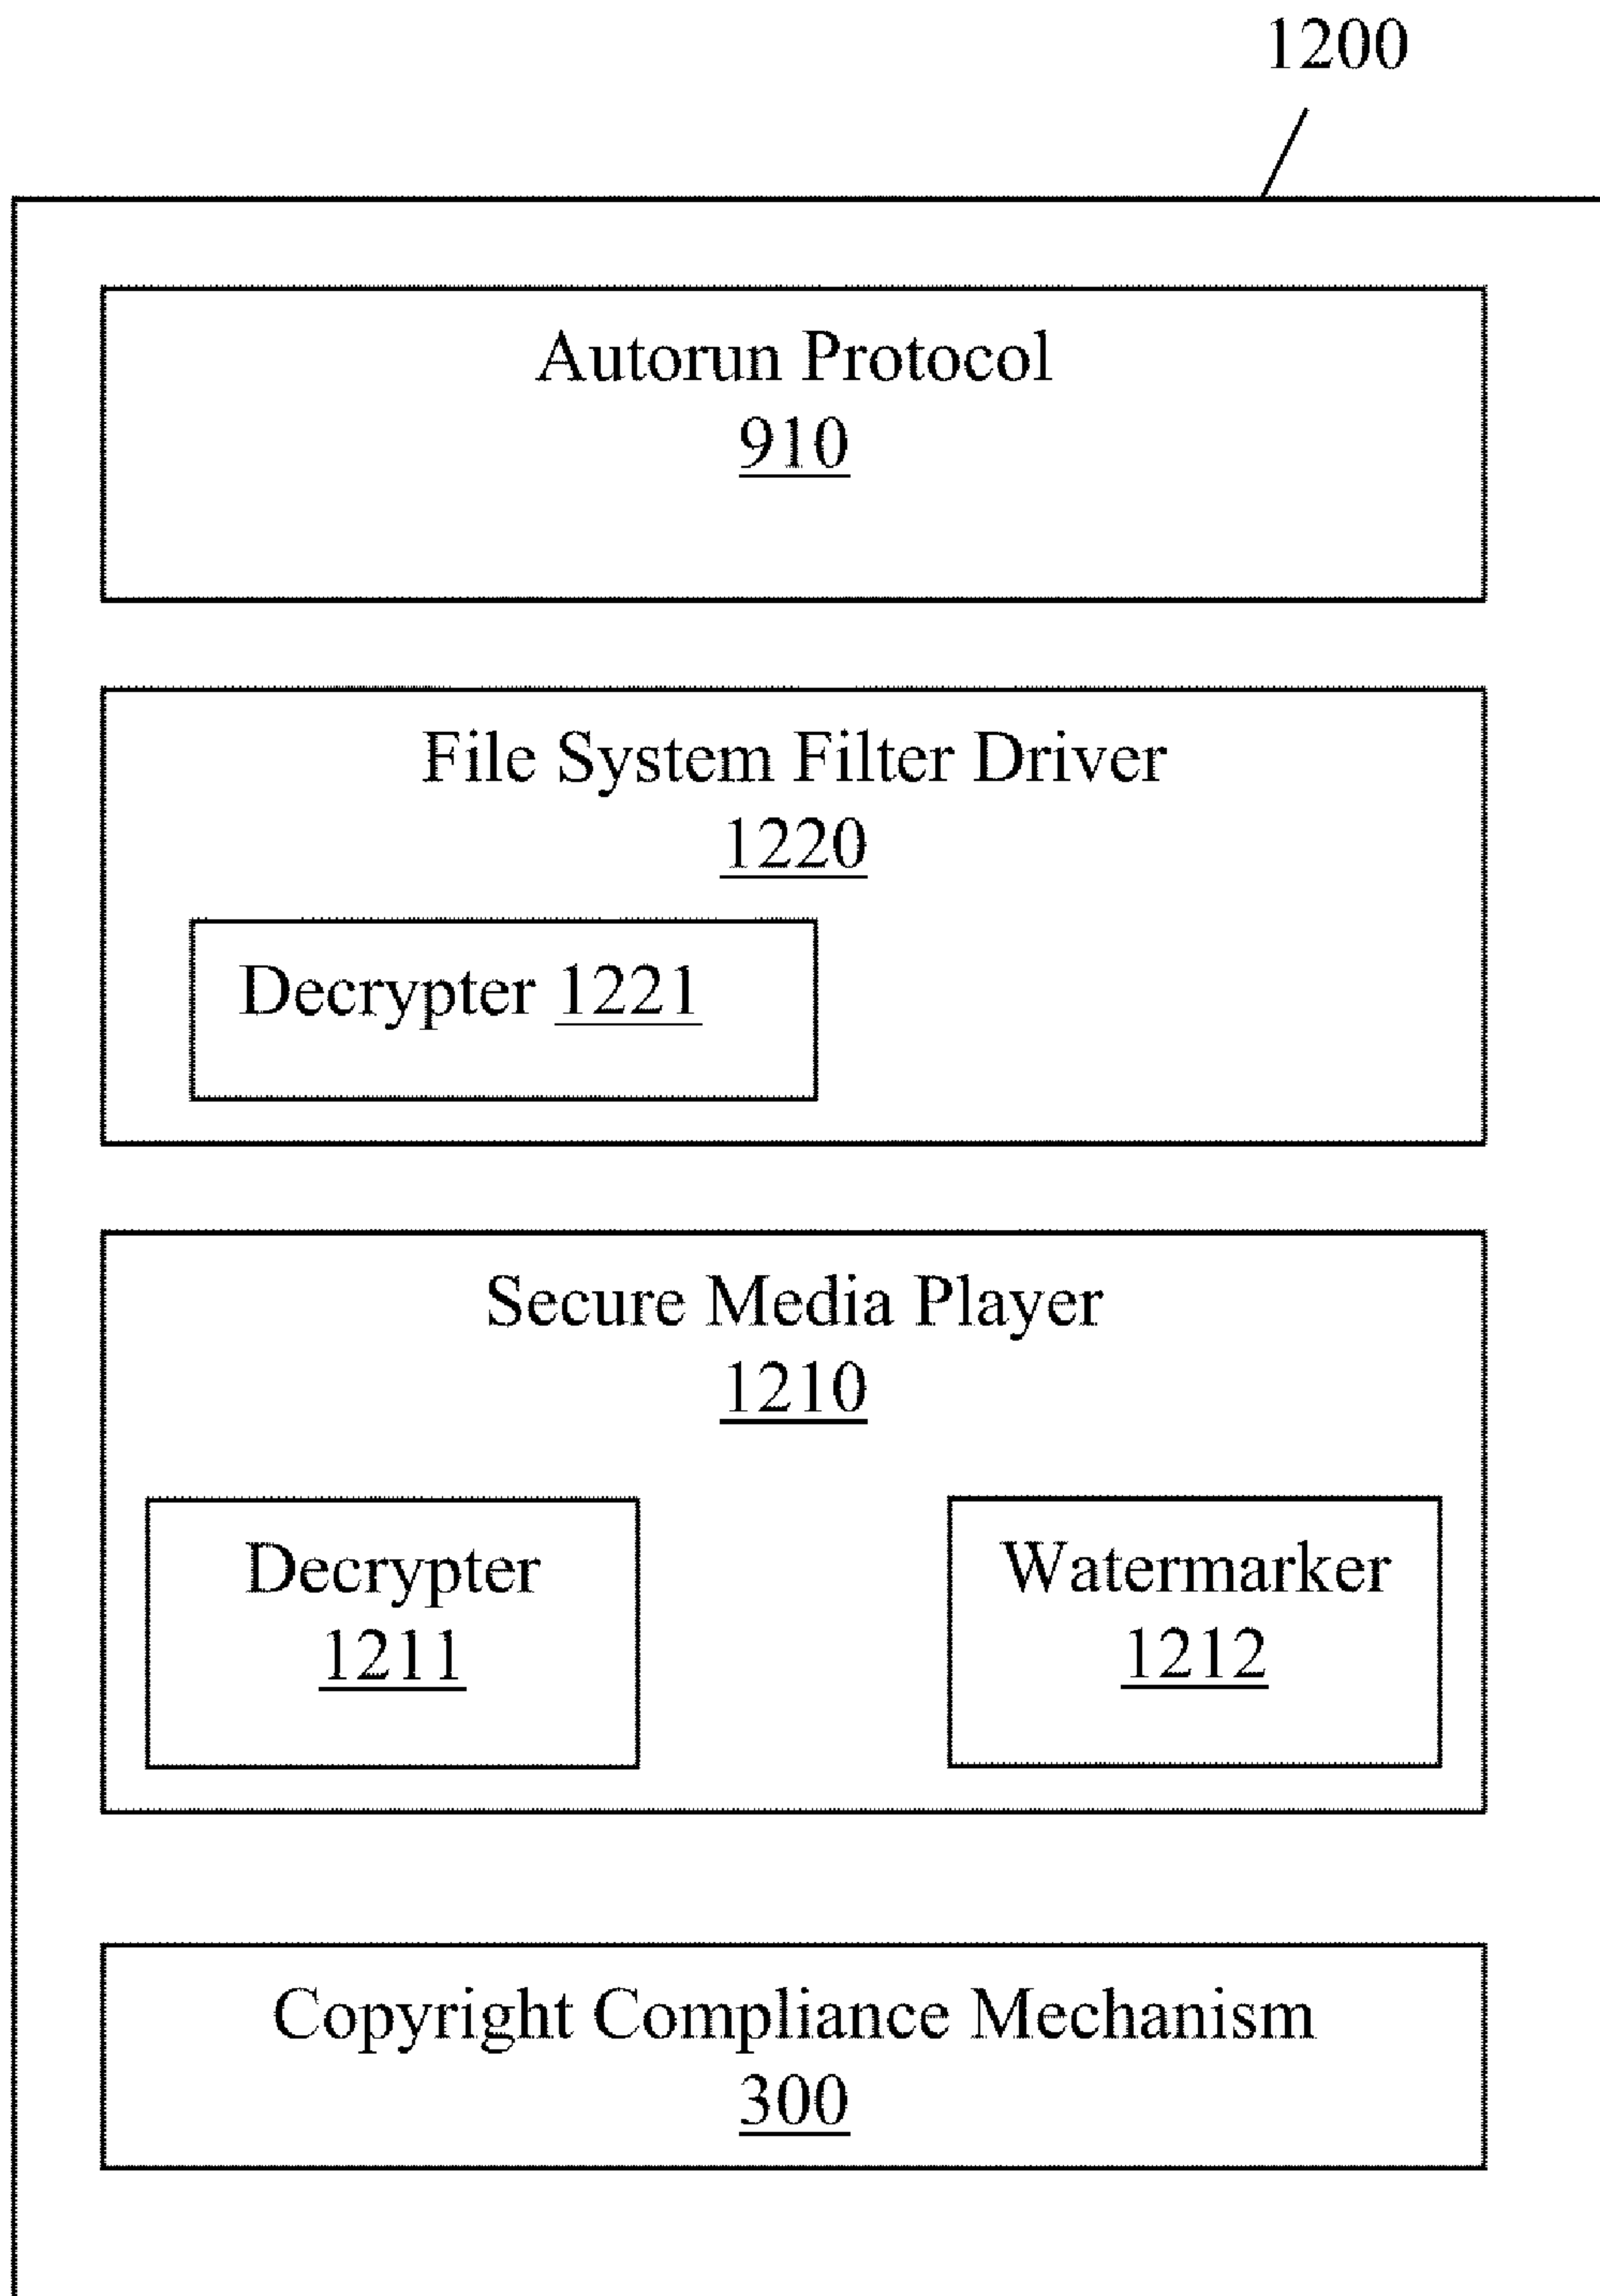 1200
Autorun Protocol
910
File System Filter Driver
1220
Decrypter 1221
Secure Media Player
1210
Decrypter
1211
Watermarker
1212
Copyright Compliance Mechanism
300